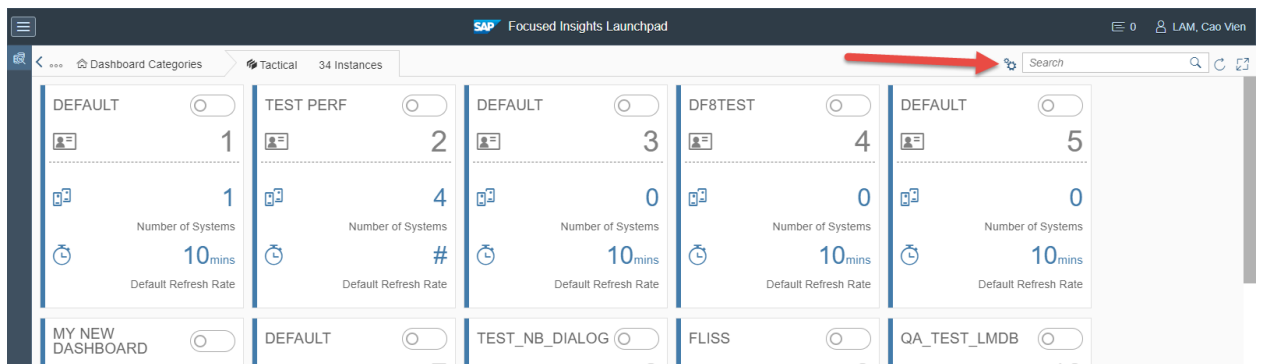 SAP Focused Insights Launchpad
0 LAM, Cao Vien
Dashboard Categories Tactical 34 Instances Search
DEFAULT TEST PERF DEFAULT DF8TEST DEFAULT
1 2 3 4 5
1 4 0 0 0
Number of Systems Number of Systems Number of Systems Number of Systems Number of Systems
10mins # 10mins 10mins 10mins
Default Refresh Rate Default Refresh Rate Default Refresh Rate Default Refresh Rate Default Refresh Rate
MY NEW
DASHBOARD DEFAULT TEST_NB_DIALOG FLISS QA_TEST_LMDB